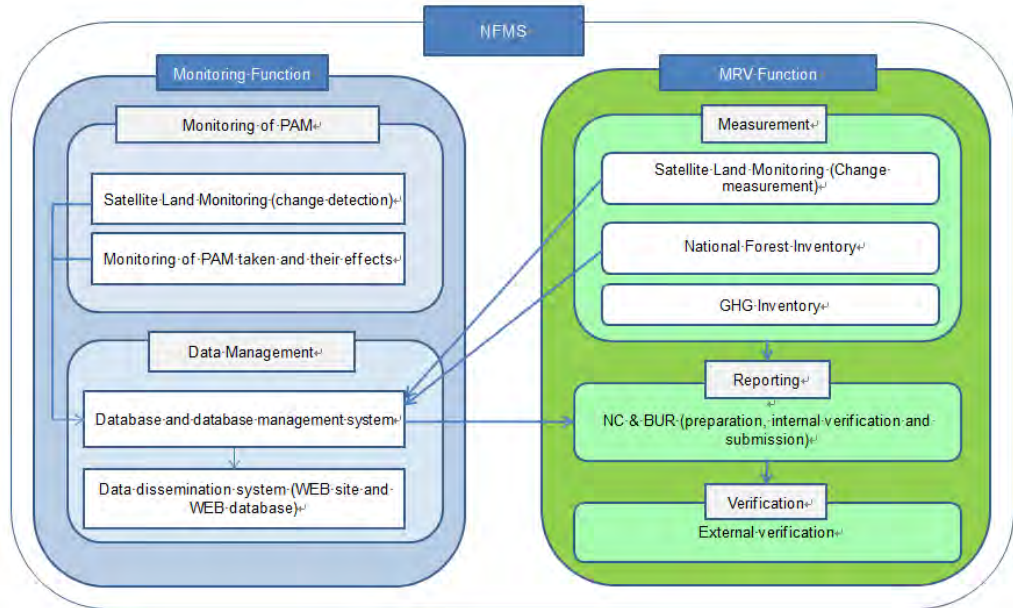 NFMS
Monitoring·Function
Monitoring·of·PAM↵
Satellite·Land·Monitoring·(change·detection)↵
Monitoring·of·PAM·taken·and·their·effects↵
Data·Management↵
Database·and·database·management·system↵
Data·dissemination·system·(WEB·site·and·
WEB·database)↵
MRV·Function
Measurement↵
Satellite·Land·Monitoring·(Change·
measurement)↵
National·Forest·Inventory↵
GHG·Inventory↵
Reporting↵
↵
NC·&·BUR·(preparation,·internal·verification·and·
submission)↵
Verification↵
External·verification↵